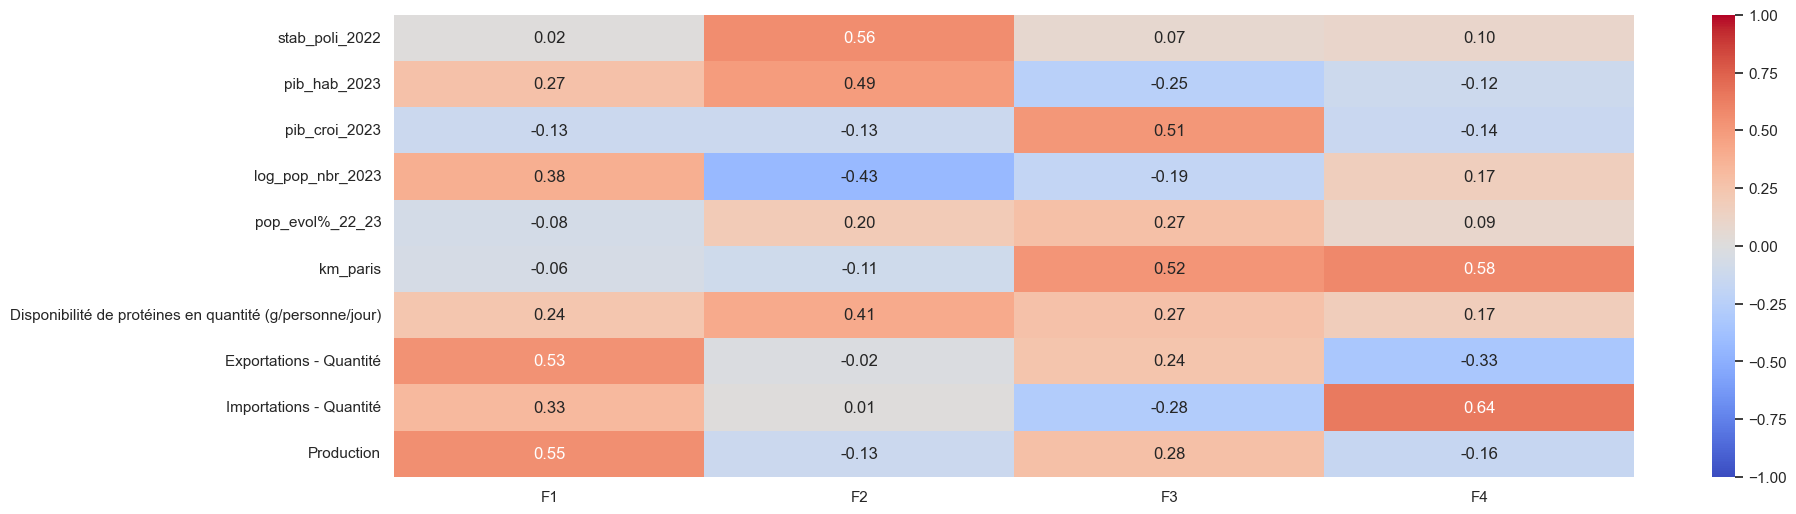 stab_poli_2022 0.02 0.56 0.07 0.10
pib_hab_2023 0.27 0.49 -0.25 -0.12
pib_croi_2023 -0.13 -0.13 0.51 -0.14
log_pop_nbr_2023 0.38 -0.43 -0.19 0.17
pop_evol%_22_23 -0.08 0.20 0.27 0.09
km_paris -0.06 -0.11 0.52 0.58
Disponibilité de protéines en quantité (g/personne/jour) 0.24 0.41 0.27 0.17
Exportations - Quantité 0.53 -0.02 0.24 -0.33
Importations - Quantité 0.33 0.01 -0.28 0.64
Production 0.55 -0.13 0.28 -0.16
F1 F2 F3 F4
1.00
0.75
0.50
0.25
0.00
−0.25
−0.50
−0.75
−1.00